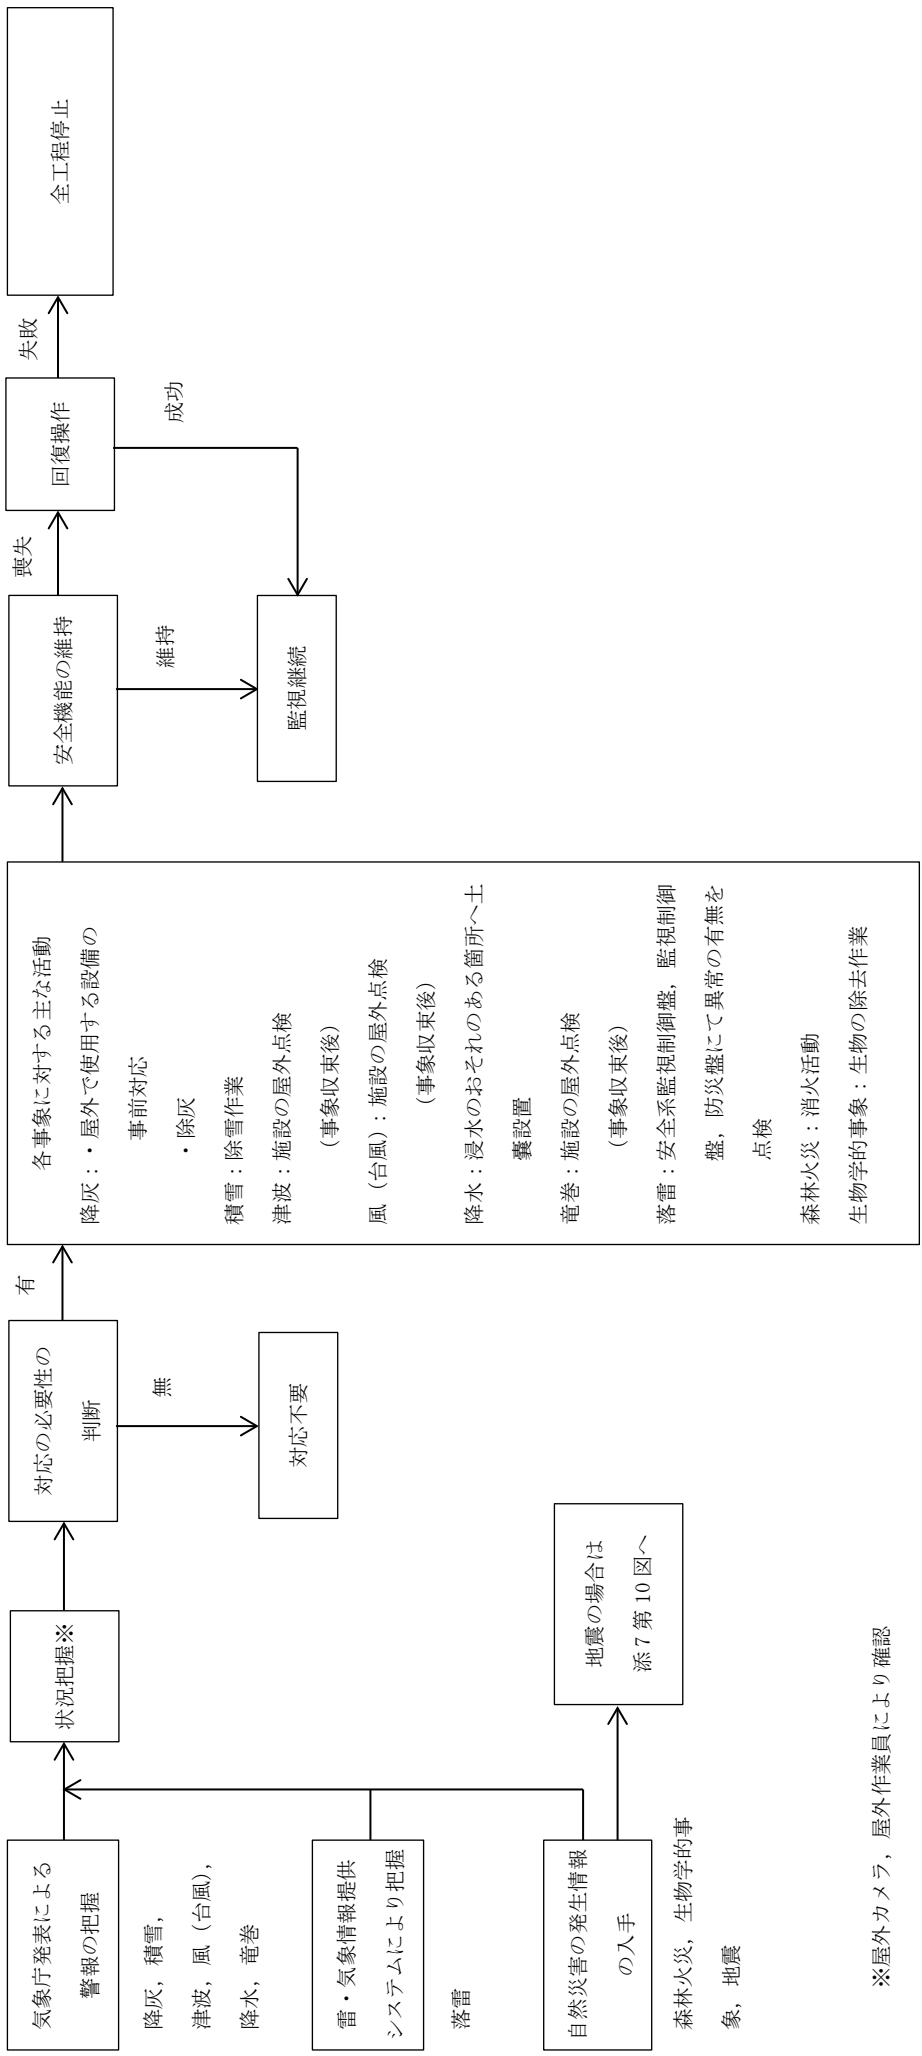 気象庁発表による
警報の把握
降灰，積雪，
津波，風（台風），
降水，竜巻
雷・気象情報提供
システムにより把握
落雷
自然災害の発生情報
の入手
森林火災，生物学的事
象，地震
状況把握※
地震の場合は
添７第 10 図へ
対応の必要性の
判断
無
対応不要
有
各事象に対する主な活動
降灰：・屋外で使用する設備の
事前対応
・除灰
積雪：除雪作業
津波：施設の屋外点検
（事象収束後）
風（台風）：施設の屋外点検
（事象収束後）
降水：浸水のおそれのある箇所へ土
嚢設置
竜巻：施設の屋外点検
（事象収束後）
落雷：安全系監視制御盤，監視制御
盤，防災盤にて異常の有無を
点検
森林火災：消火活動
生物学的事象：生物の除去作業
安全機能の維持
維持
監視継続
喪失
回復操作
成功
失敗
全工程停止
※屋外カメラ，屋外作業員により確認